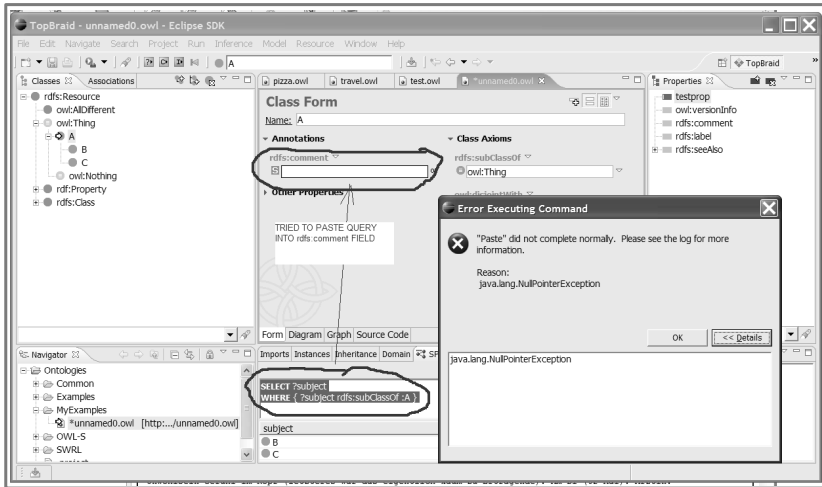 TopBraid - unnamed0.owl - Eclipse SDK
File Edit Navigate Search Project Run Inference Model Resource Window Help
A
TopBraid
»
Classes Associations
rdfs:Resource
owl:AllDifferent
owl:Thing
A
B
C
owl:Nothing
rdf:Property
rdfs:Class
pizza.owl travel.owl test.owl *unnamed0.owl
Class Form
Name: A
Annotations
rdfs:comment
S
Other Properties
Class Axioms
rdfs:subClassOf
owl:Thing
owl:disjointWith
TRIED TO PASTE QUERY
INTO rdfs:comment FIELD
Form Diagram Graph Source Code
Properties
testprop
owl:versionInfo
rdfs:comment
rdfs:label
rdfs:seeAlso
Error Executing Command
"Paste" did not complete normally. Please see the log for more
information.
Reason:
java.lang.NullPointerException
OK << Details
java.lang.NullPointerException
Navigator
Ontologies
Common
Examples
MyExamples
*unnamed0.owl [http:.../unnamed0.owl]
OWL-S
SWRL
Imports Instances Inheritance Domain SP
SELECT ?subject
WHERE { ?subject rdfs:subClassOf :A }
subject
B
C